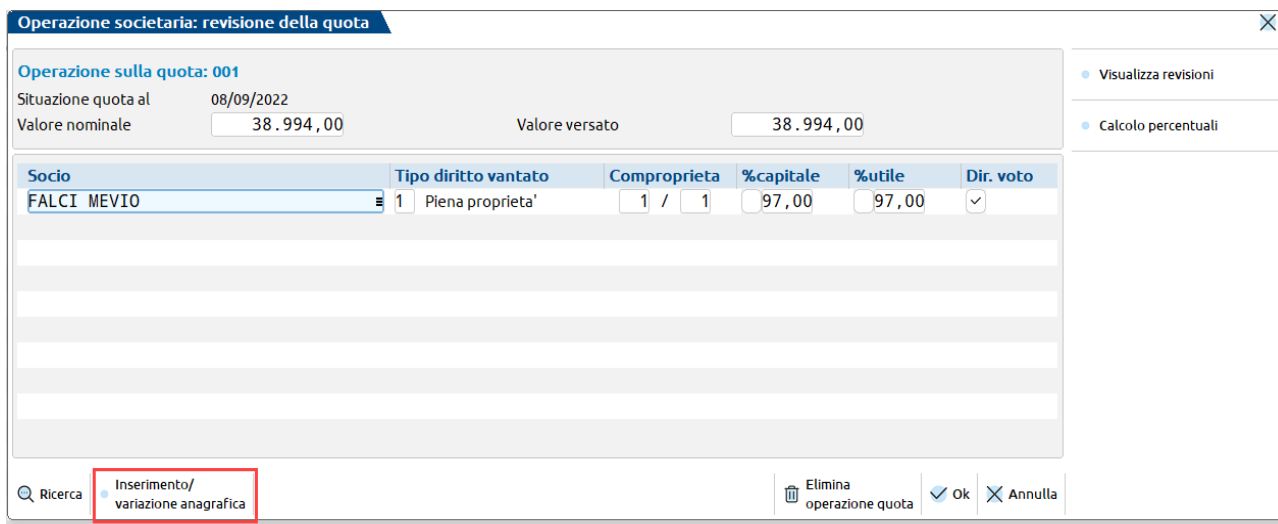 Operazione societaria: revisione della quota
Operazione sulla quota: 001
Visualizza revisioni
Situazione quota al 08/09/2022
Valore nominale 38.994,00 Valore versato 38.994,00
Calcolo percentuali
Socio Tipo diritto vantato Comproprieta %capitale %utile Dir. voto
FALCI MEVIO 1 Piena proprieta' 1 / 1 97,00 97,00
Ricerca
Inserimento/
variazione anagrafica
Elimina
operazione quota
Ok
Annulla